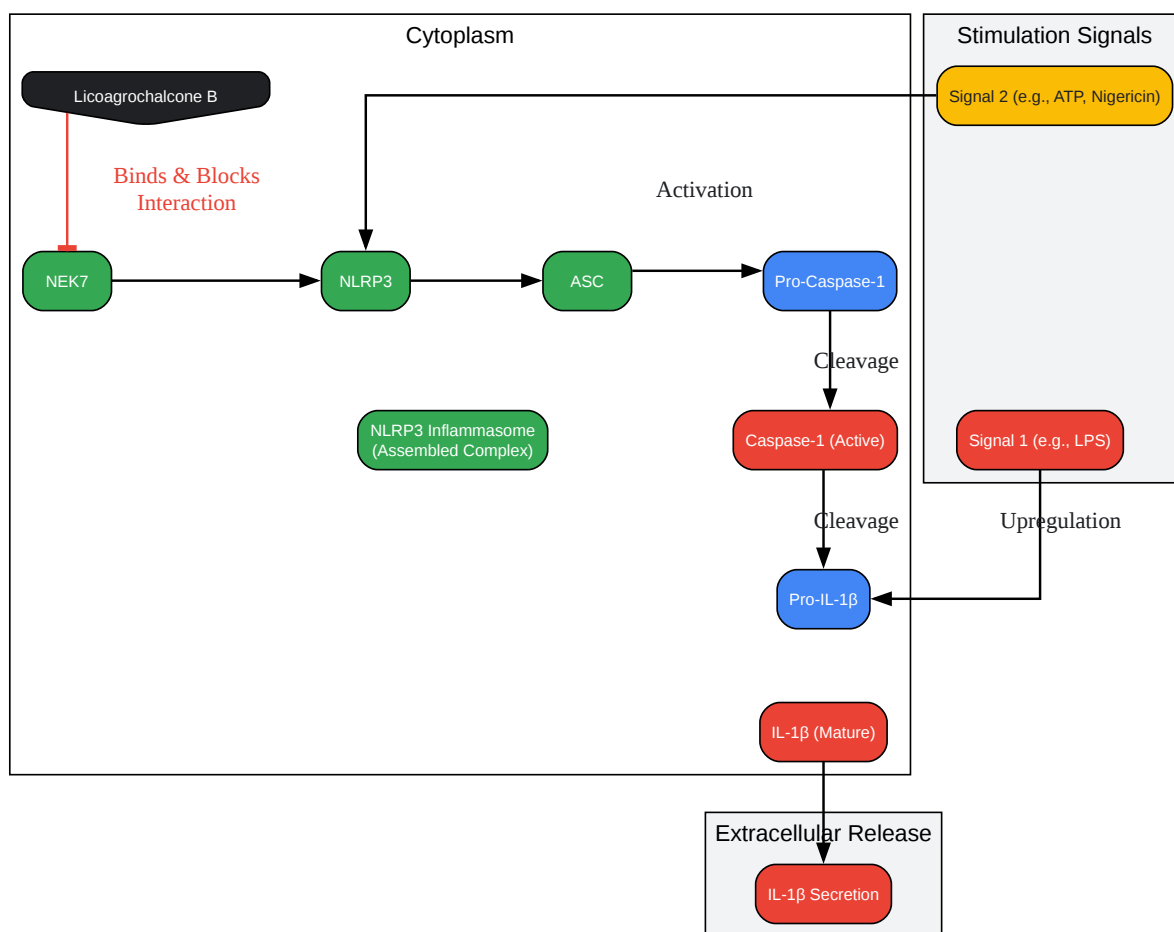 Cytoplasm
Stimulation Signals
Licoagrochalcone B
Signal 2 (e.g., ATP, Nigericin)
Binds & Blocks
Interaction
Activation
NEK7
NLRP3
ASC
Pro-Caspase-1
Cleavage
NLRP3 Inflammasome
(Assembled Complex)
Caspase-1 (Active)
Signal 1 (e.g., LPS)
Cleavage
Upregulation
Pro-IL-1β
IL-1β (Mature)
Extracellular Release
IL-1β Secretion